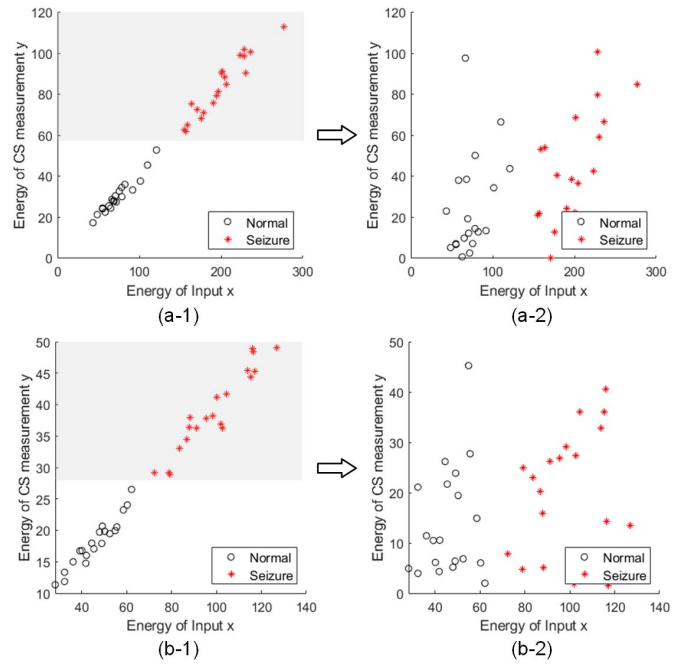 120
100
80
60
40
20
0
0
100
200
300
Energy of CS measurement y
Energy of Input x
Normal
Seizure
(a-1)
120
100
80
60
40
20
0
0
100
200
300
Energy of CS measurement y
Energy of Input x
Normal
Seizure
(a-2)
50
45
40
35
30
25
20
15
10
40
60
80
100
120
140
Energy of CS measurement y
Energy of Input x
Normal
Seizure
(b-1)
50
40
30
20
10
0
40
60
80
100
120
140
Energy of CS measurement y
Energy of Input x
Normal
Seizure
(b-2)